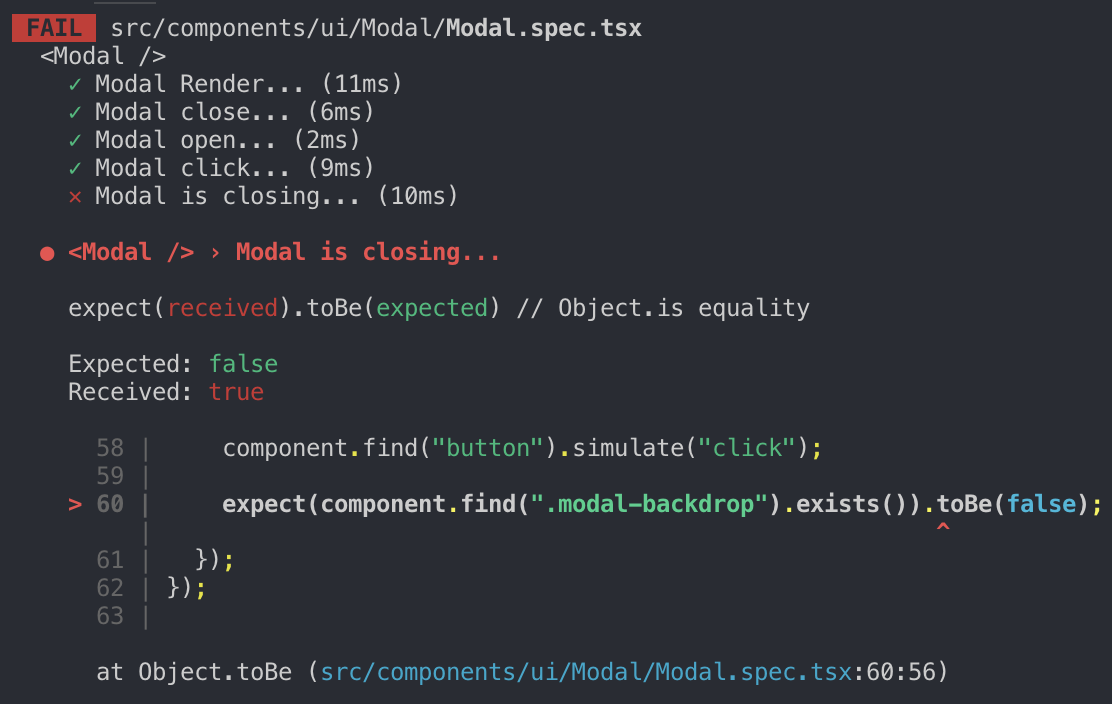 FAIL src/components/ui/Modal/Modal.spec.tsx
<Modal />
✓ Modal Render... (11ms)
✓ Modal close... (6ms)
✓ Modal open... (2ms)
✓ Modal click... (9ms)
✕ Modal is closing... (10ms)
● <Modal /> › Modal is closing...
expect(received).toBe(expected) // Object.is equality
Expected: false
Received: true
58 |     component.find("button").simulate("click");
59 |
> 60 |     expect(component.find(".modal-backdrop").exists()).toBe(false);
|                                                         ^
61 |   });
62 | });
63 |
at Object.toBe (src/components/ui/Modal/Modal.spec.tsx:60:56)